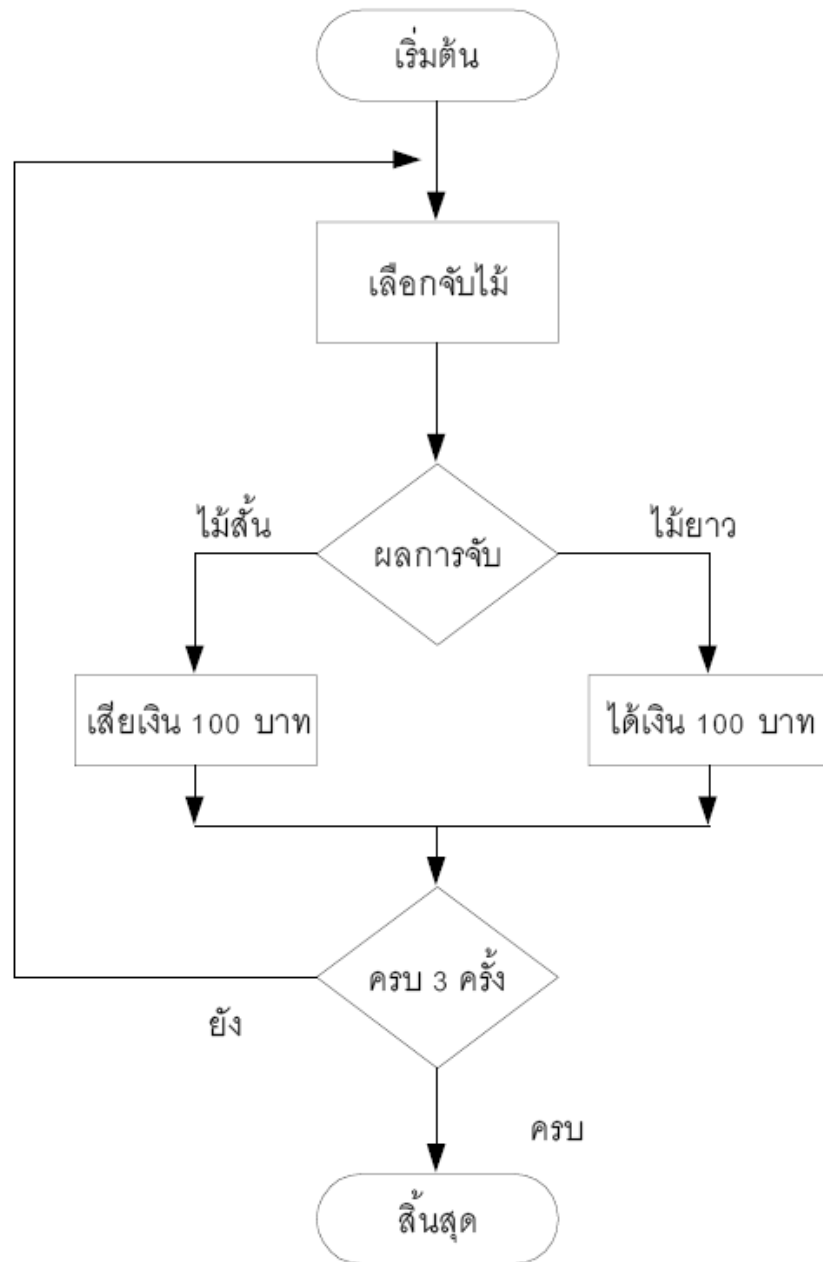 เริ่มต้น
เลือกจับไม้
ไม้สั้น
ไม้ยาว
ผลการจับ
เสียเงิน 100 บาท
ได้เงิน 100 บาท
ครบ 3 ครั้ง
ยัง
ครบ
สิ้นสุด